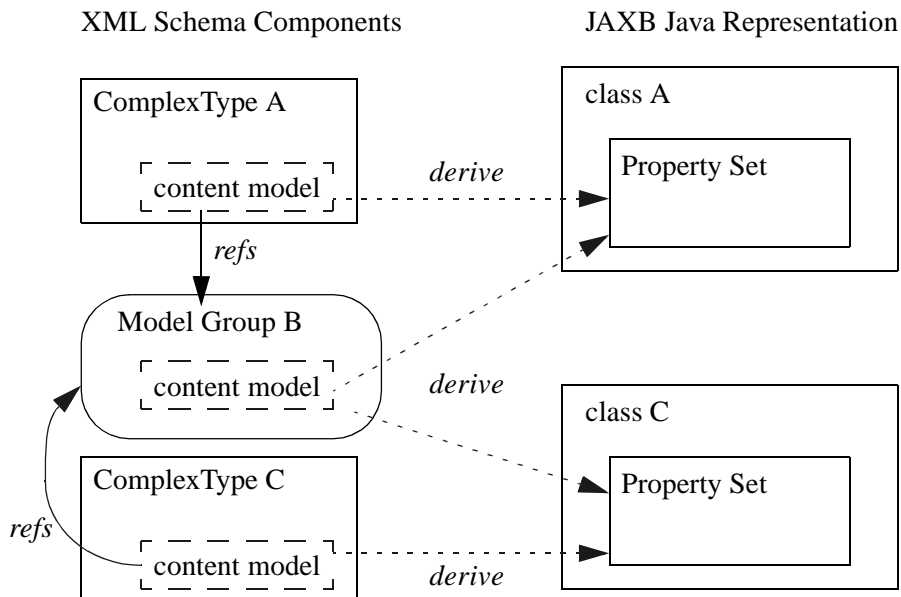 XML Schema Components
JAXB Java Representation
ComplexType A
content model
refs
derive
class A
Property Set
Model Group B
content model
derive
class C
Property Set
ComplexType C
content model
refs
derive